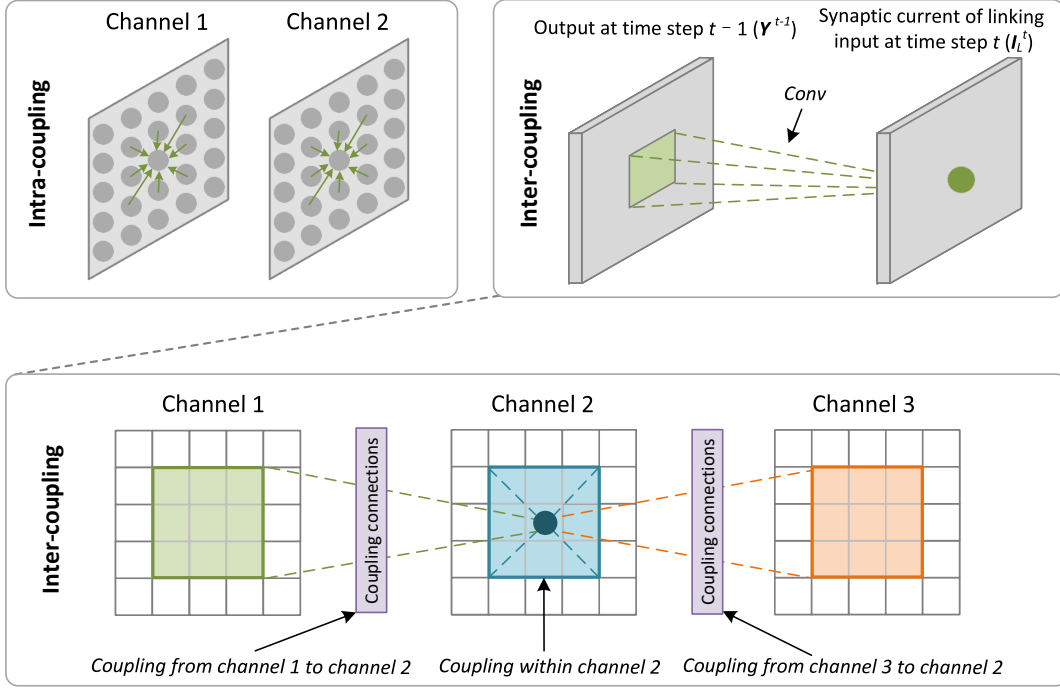 Intra-coupling
Channel 1
Channel 2
Inter-coupling
Output at time step t − 1 (Y^{t-1})
Synaptic current of linking
input at time step t (I_L^t)
Conv
Inter-coupling
Channel 1
Channel 2
Channel 3
Coupling connections
Coupling connections
Coupling from channel 1 to channel 2
Coupling within channel 2
Coupling from channel 3 to channel 2